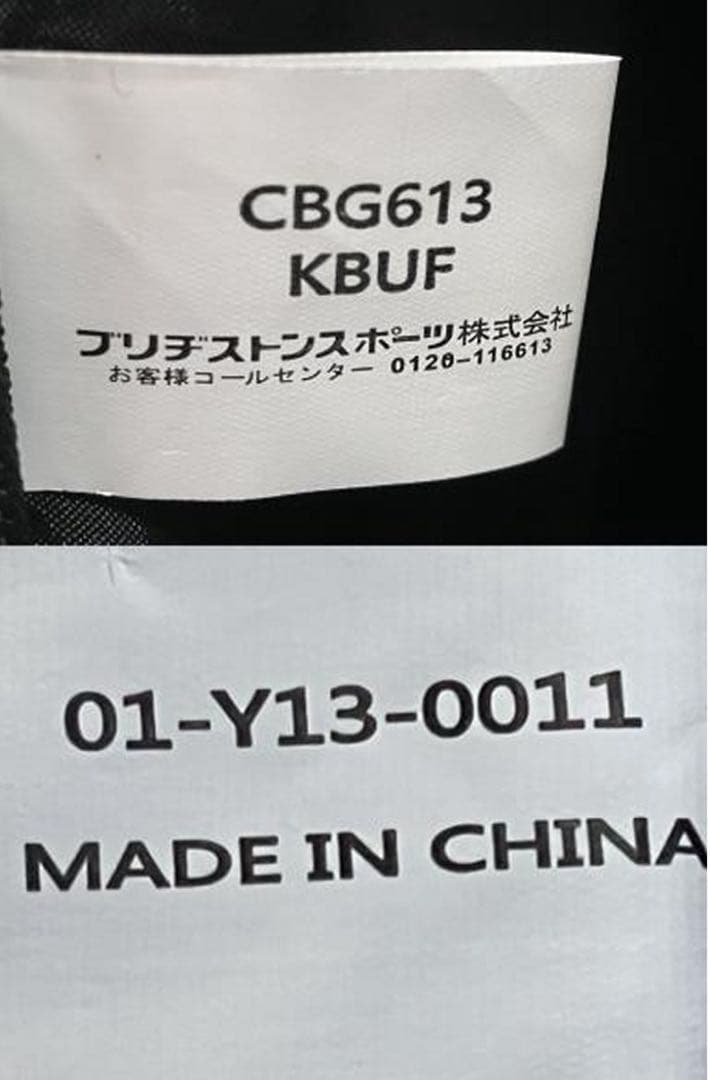 CBG613
KBUF
ブリヂストンスポーツ株式会社
お客様コールセンター 0120-116613
01-Y13-0011
MADE IN CHINA